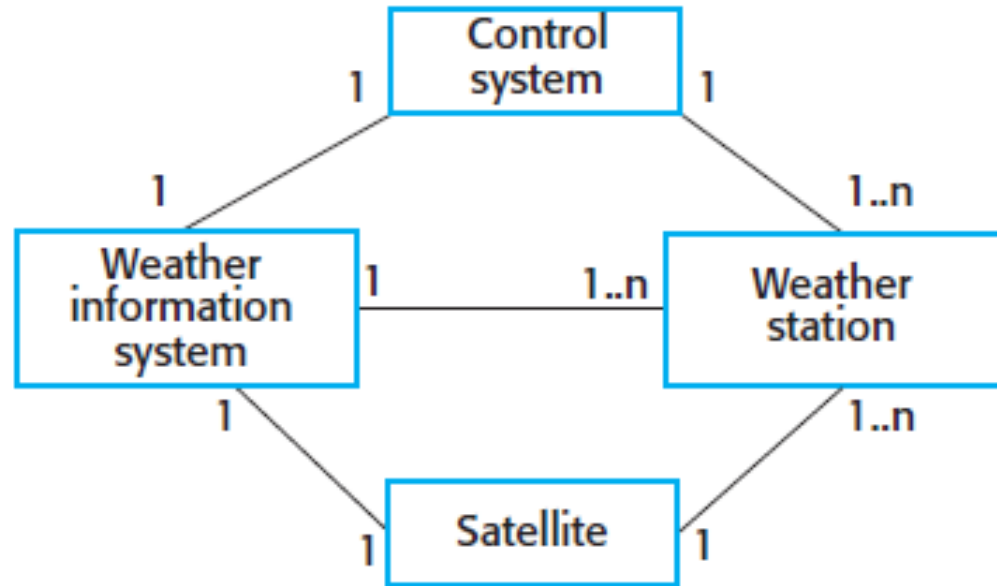 Control
system
1
1
1
1..n
Weather
information
system
1
1..n
Weather
station
1
1..n
1
Satellite
1